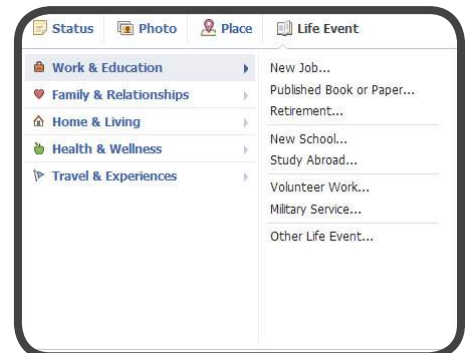 Status Photo Place Life Event
Work & Education
Family & Relationships
Home & Living
Health & Wellness
Travel & Experiences
New Job...
Published Book or Paper...
Retirement...
New School...
Study Abroad...
Volunteer Work...
Military Service...
Other Life Event...